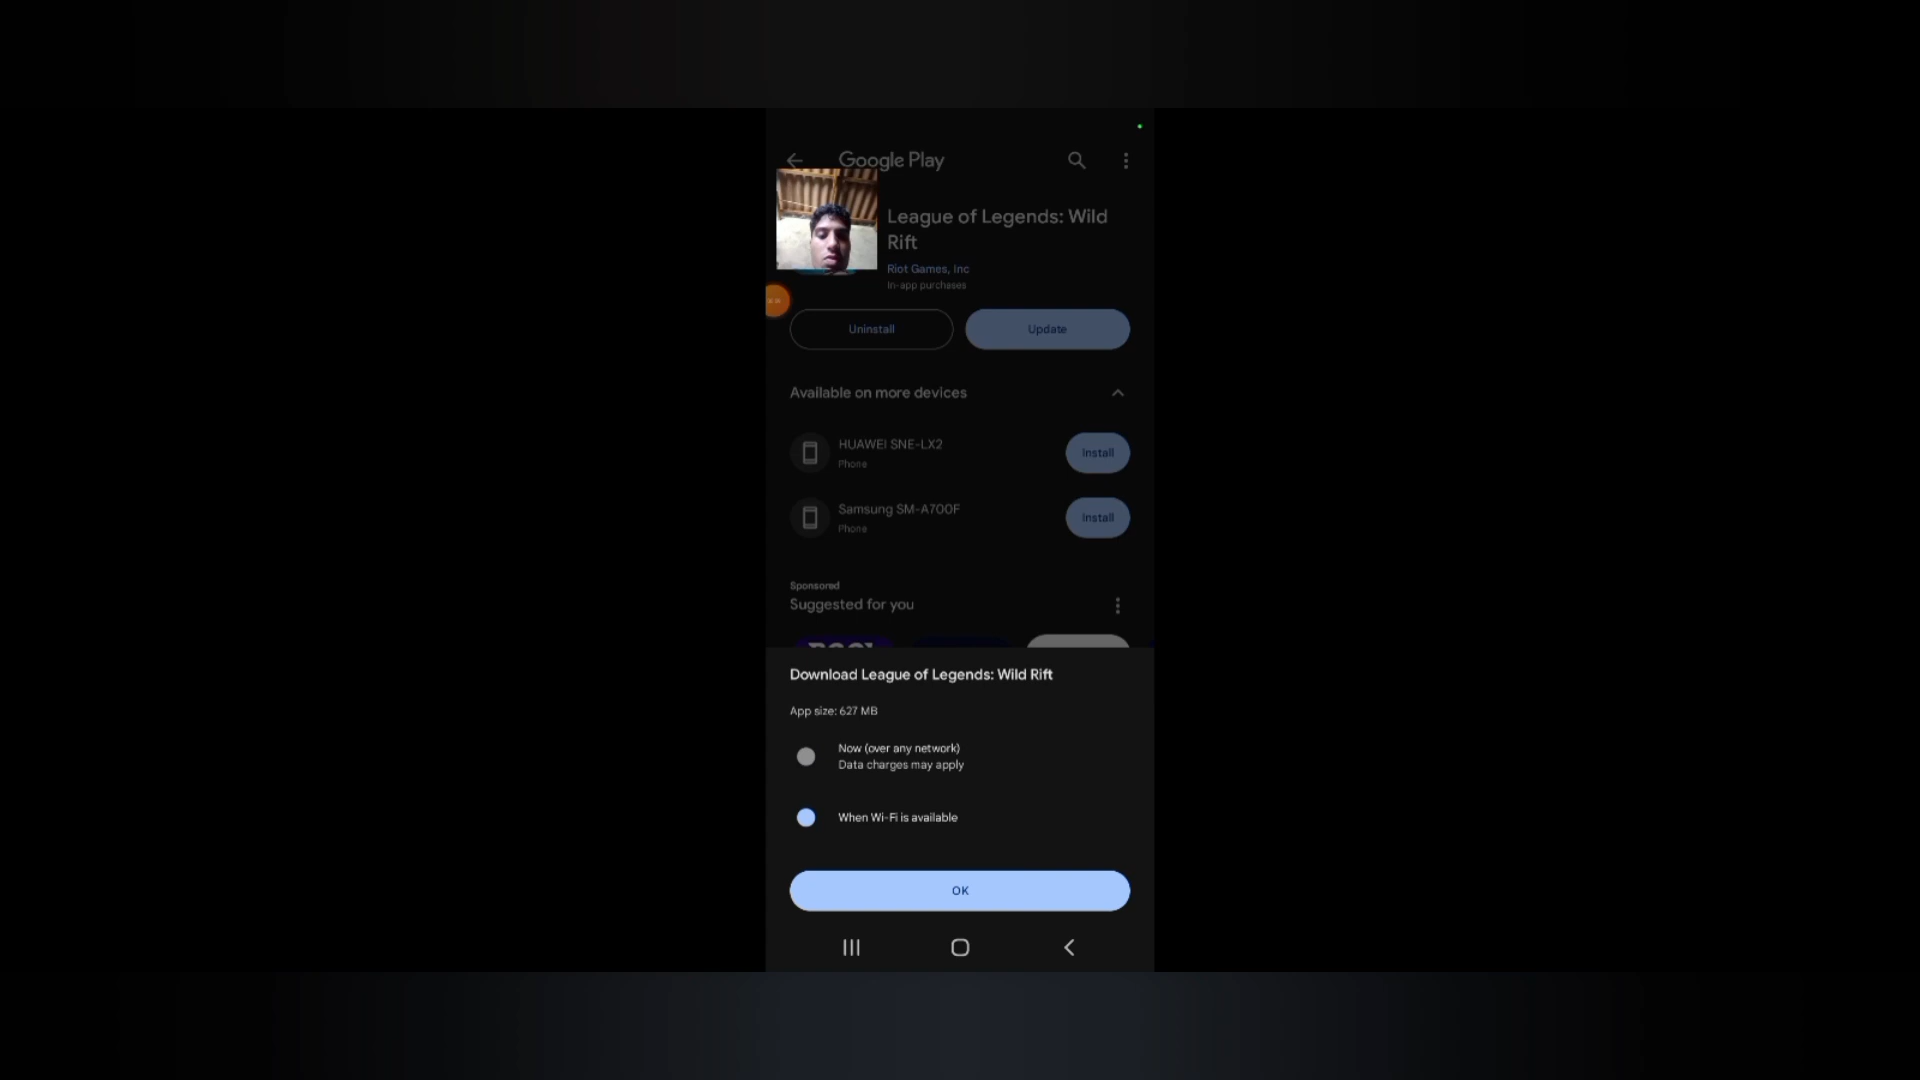 Google Play
League of Legends: Wild
Rift
Riot Games, Inc
In-app purchases
Uninstall
Update
Available on more devices
HUAWEI SNE-LX2
Phone
Install
Samsung SM-A700F
Phone
Install
Sponsored
Suggested for you
Download League of Legends: Wild Rift
App size: 627 MB
Now (over any network)
Data charges may apply
When Wi-Fi is available
OK